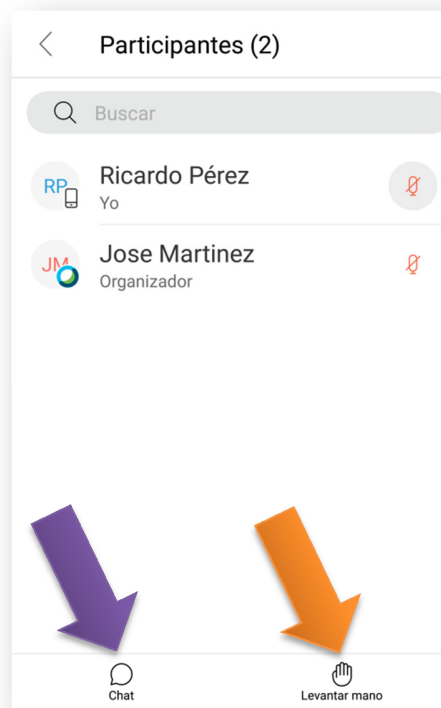 Participantes (2)
Buscar
RP
Ricardo Pérez
Yo
JM
Jose Martinez
Organizador
Chat
Levantar mano